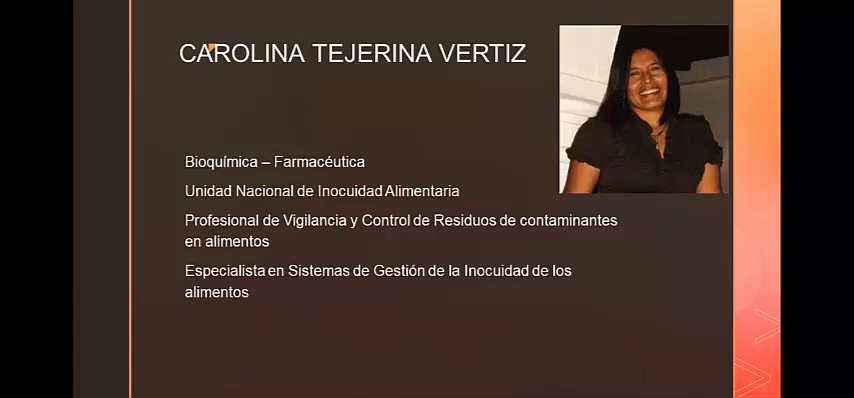 CAROLINA TEJERINA VERTIZ
Bioquímica – Farmacéutica
Unidad Nacional de Inocuidad Alimentaria
Profesional de Vigilancia y Control de Residuos de contaminantes
en alimentos
Especialista en Sistemas de Gestión de la Inocuidad de los
alimentos